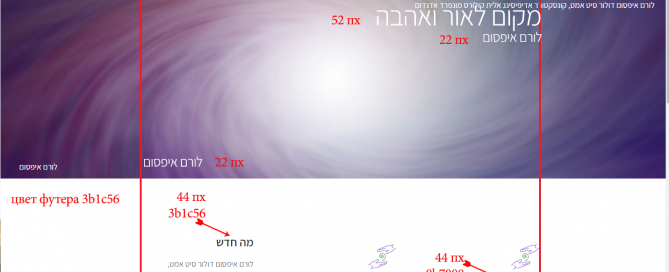 לורם איפסום דולור סיט אמט, קונסקטורר אדיפיסינג אלית קולורס מונפרד אדנדום
מקום לאור ואהבה
52 пх
לורם איפסום
22 пх
לורם איפסום
22 пх
לורם איפסום
цвет футера 3b1c56
44 пх
3b1c56
מה חדש
44 пх
לורם איפסום דולור סיט אמט,